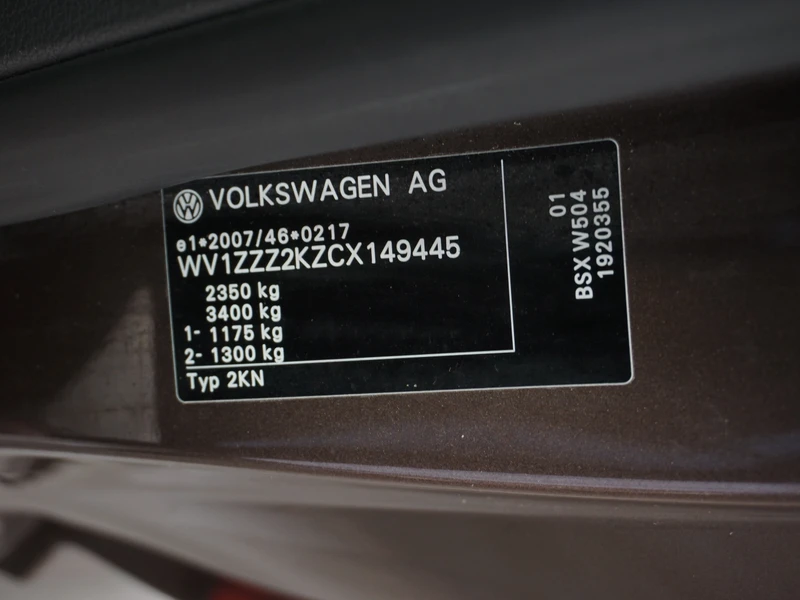 VOLKSWAGEN AG
e1*2007/46*0217
WV1ZZZ2KZCX149445
2350 kg
3400 kg
1- 1175 kg
2- 1300 kg
Typ 2KN
01
BSX W504
1920355